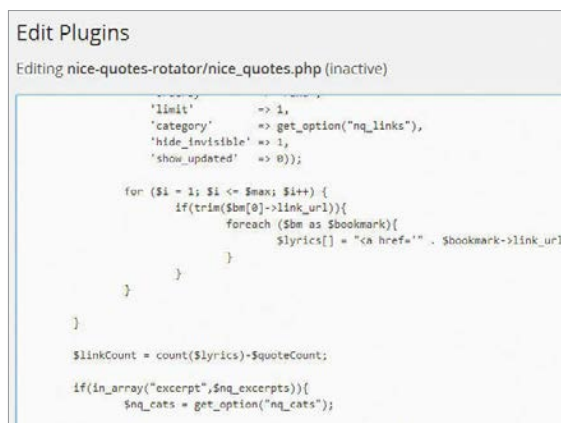 Edit Plugins
Editing nice-quotes-rotator/nice_quotes.php (inactive)
'limit' => 1,
'category' => get_option("nq_links"),
'hide_invisible' => 1,
'show_updated' => 0));
for ($i = 1; $i <= $max; $i++) {
if(trim($bm[0]->link_url)){
foreach ($bm as $bookmark){
$lyrics[] = "<a href='" . $bookmark->link_url
}
}
}
}
$linkCount = count($lyrics)-$quoteCount;
if(in_array("excerpt",$nq_excerpts)){
$nq_cats = get_option("nq_cats");